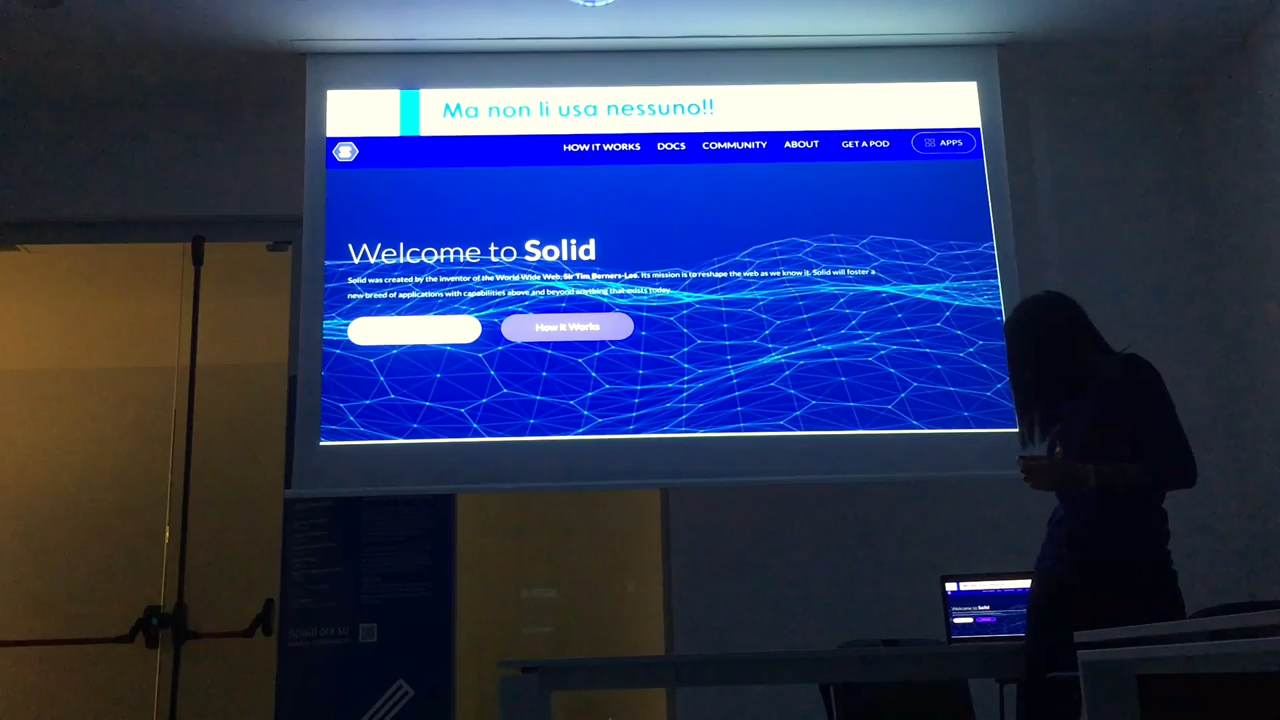 Ma non li usa nessuno!!
HOW IT WORKS DOCS COMMUNITY ABOUT GET A POD APPS
Welcome to Solid
Solid was created by the inventor of the World Wide Web, Sir Tim Berners-Lee. Its mission is to reshape the web as we know it. Solid will foster a
new breed of applications with capabilities above and beyond anything that exists today.
How It Works
Welcome to Solid